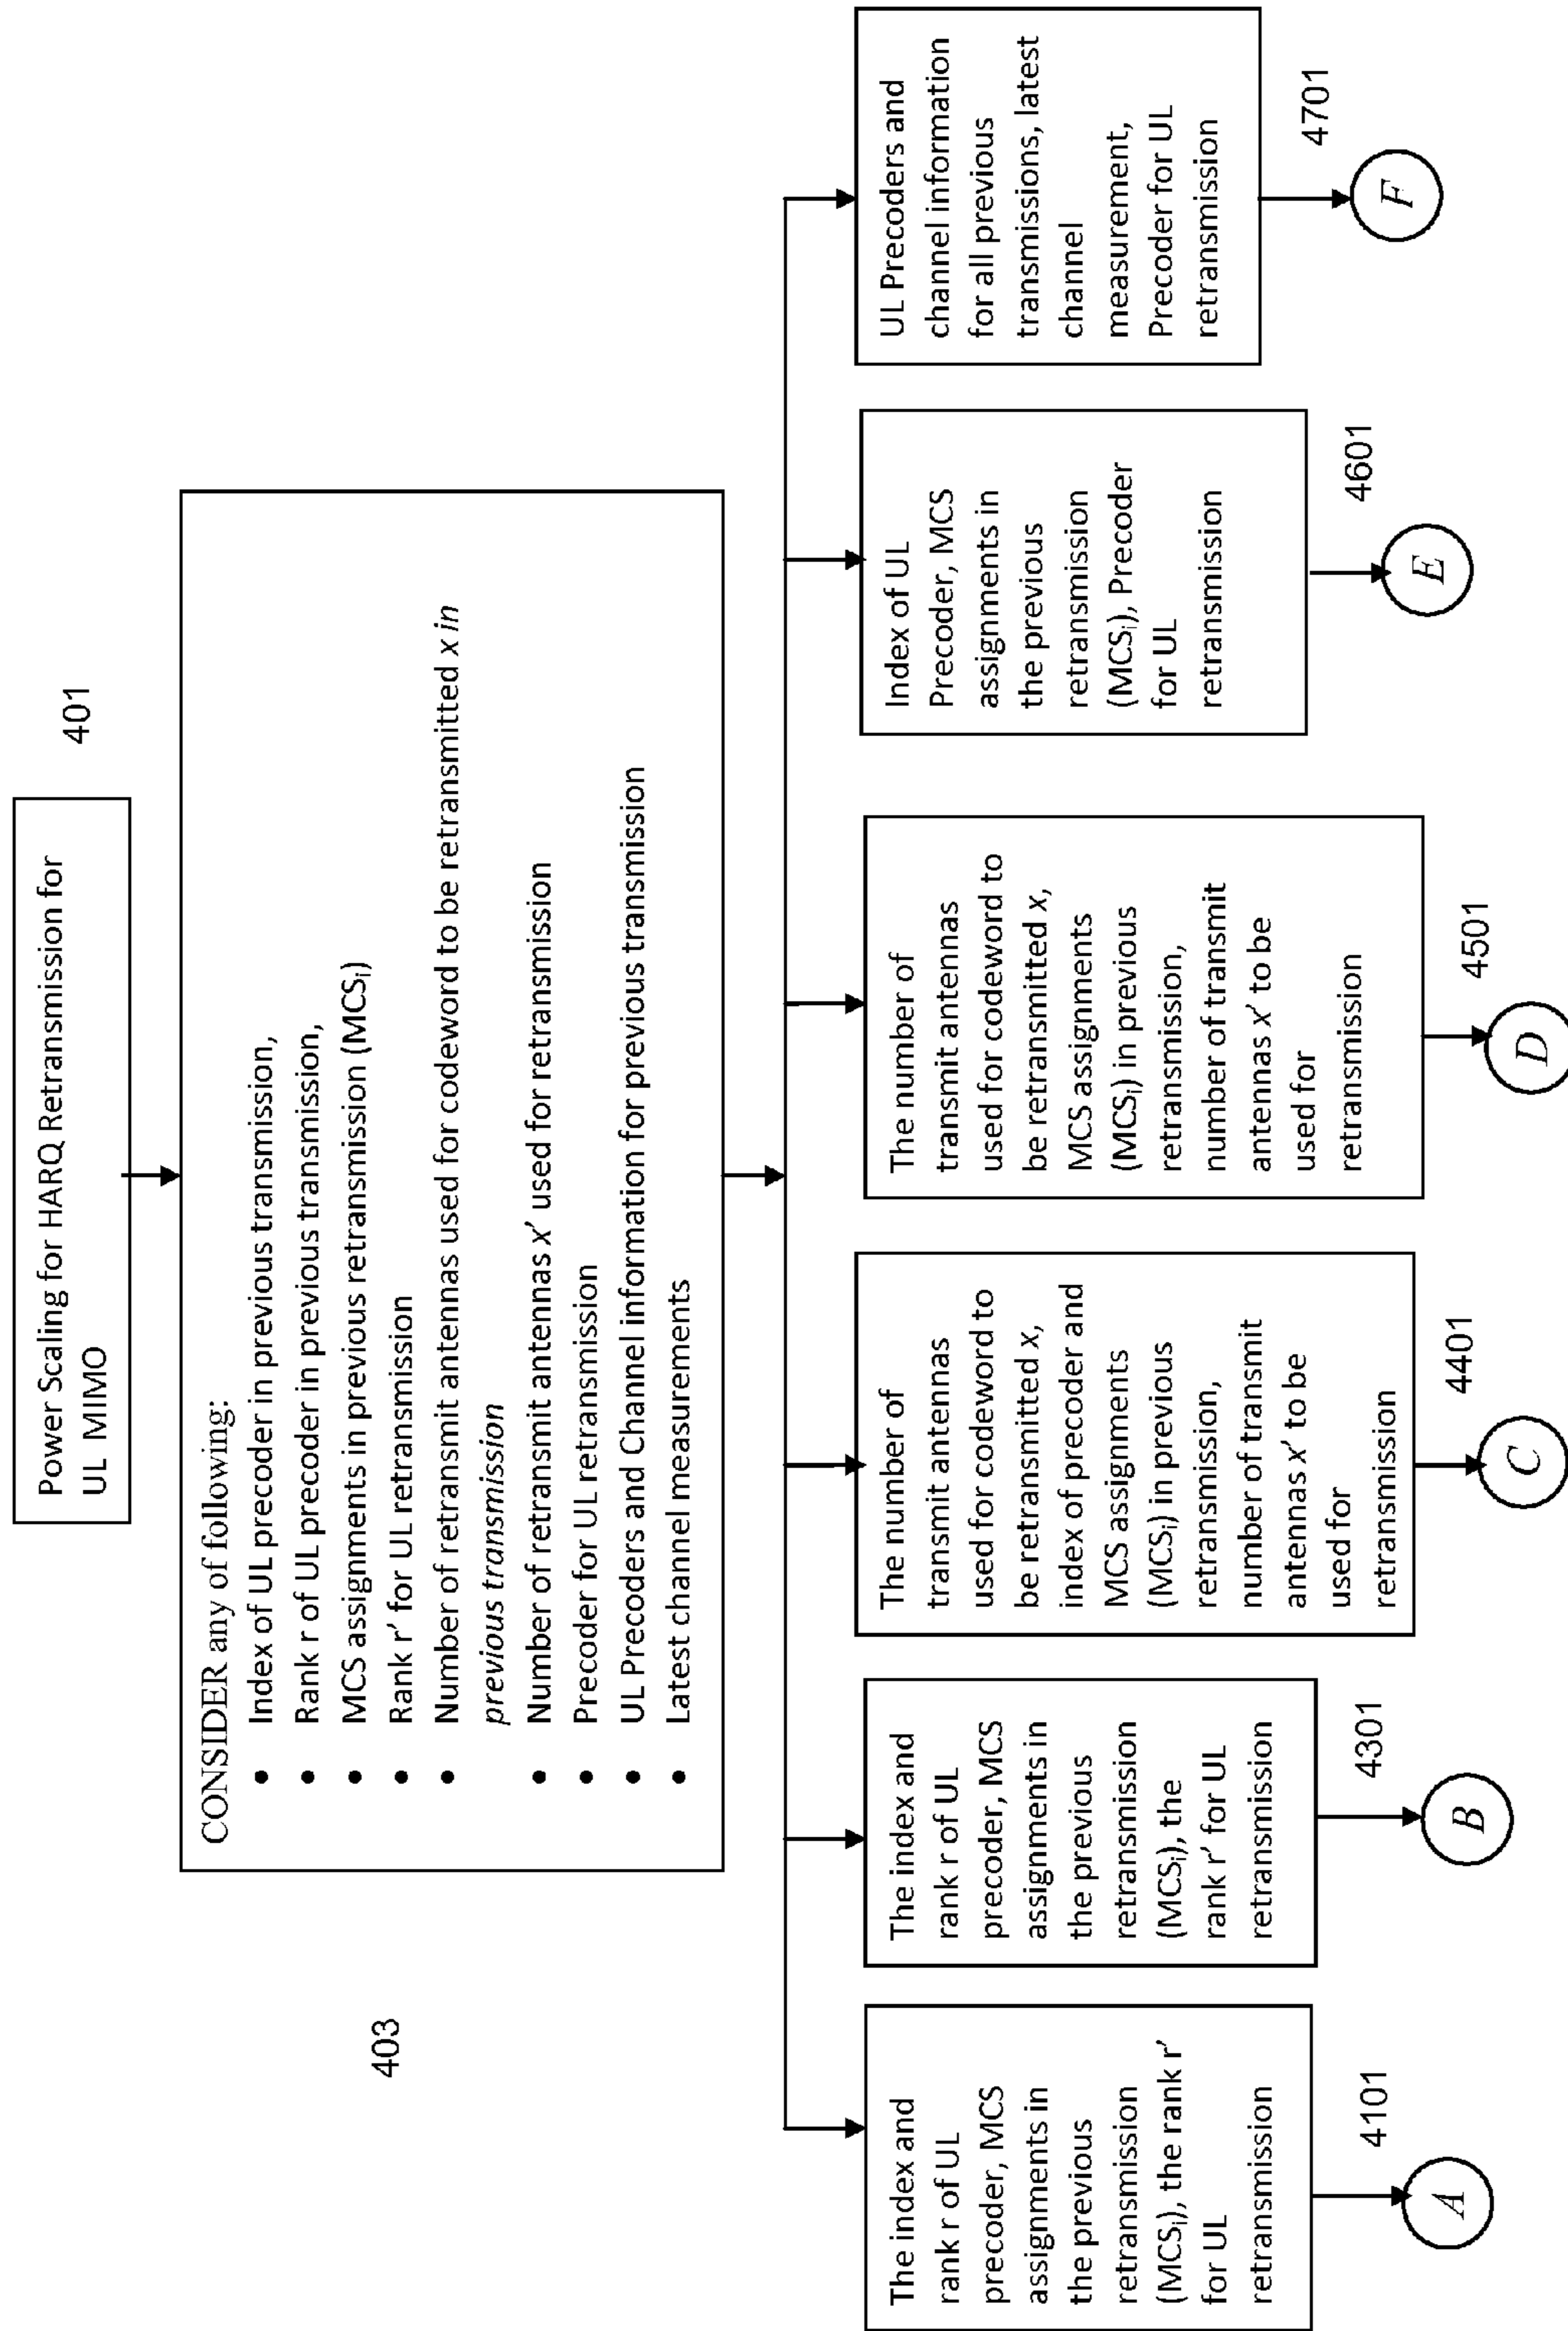 Power Scaling for HARQ Retransmission for
UL MIMO
401
CONSIDER any of following:
• Index of UL precoder in previous transmission,
• Rank r of UL precoder in previous transmission,
• MCS assignments in previous retransmission (MCSi)
• Rank r' for UL retransmission
• Number of retransmit antennas used for codeword to be retransmitted x in
previous transmission
• Number of retransmit antennas x' used for retransmission
• Precoder for UL retransmission
• UL Precoders and Channel information for previous transmission
• Latest channel measurements
403
The index and
rank r of UL
precoder, MCS
assignments in
the previous
retransmission
(MCSi), the rank r'
for UL
retransmission
4101
A
The index and
rank r of UL
precoder, MCS
assignments in
the previous
retransmission
(MCSi), the
rank r' for UL
retransmission
4301
B
The number of
transmit antennas
used for codeword to
be retransmitted x,
index of precoder and
MCS assignments
(MCSi) in previous
retransmission,
number of transmit
antennas x' to be
used for
retransmission
4401
C
The number of
transmit antennas
used for codeword to
be retransmitted x,
MCS assignments
(MCSi) in previous
retransmission,
number of transmit
antennas x' to be
used for
retransmission
4501
D
Index of UL
Precoder, MCS
assignments in
the previous
retransmission
(MCSi), Precoder
for UL
retransmission
4601
E
UL Precoders and
channel information
for all previous
transmissions, latest
channel
measurement,
Precoder for UL
retransmission
4701
F